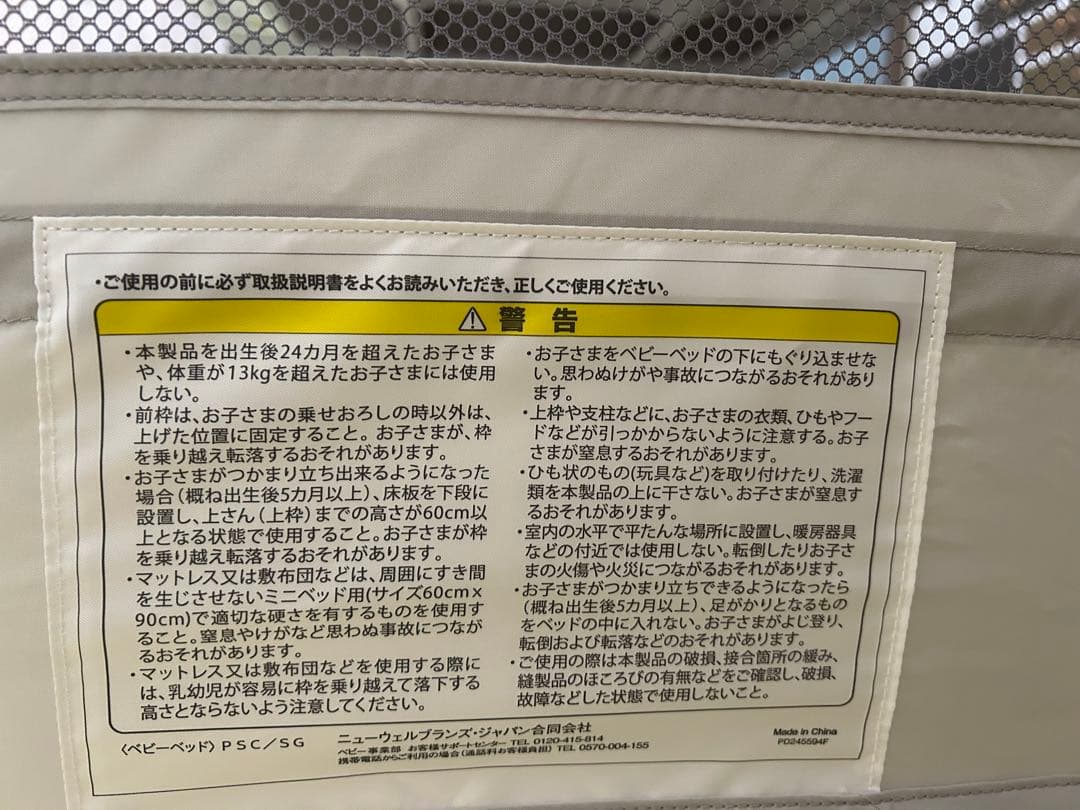 ・ご使用の前に必ず取扱説明書をよくお読みいただき、正しくご使用ください。
⚠警告
・本製品を出生後24カ月を超えたお子さま
や、体重が13kgを超えたお子さまには使用
しない。
・前枠は、お子さまの乗せおろしの時以外は、
上げた位置に固定すること。お子さまが、枠
を乗り越え転落するおそれがあります。
・お子さまがつかまり立ち出来るようになった
場合(概ね出生後5カ月以上)、床板を下段に
設置し、上さん(上枠)までの高さが60cm以
上となる状態で使用すること。お子さまが枠
を乗り越え転落するおそれがあります。
・マットレス又は敷布団などは、周囲にすき間
を生じさせないミニベッド用(サイズ60cm×
90cm)で適切な硬さを有するものを使用す
ること。窒息やけがなど思わぬ事故につなが
るおそれがあります。
・マットレス又は敷布団などを使用する際に
は、乳幼児が容易に枠を乗り越えて落下する
高さとならないよう注意してください。
・お子さまをベビーベッドの下にもぐり込ませな
い。思わぬけがや事故につながるおそれがあり
ます。
・上枠や支柱などに、お子さまの衣類、ひもやフー
ドなどが引っかからないように注意する。お子
さまが窒息するおそれがあります。
・ひも状のもの(玩具など)を取り付けたり、洗濯
類を本製品の上に干さない。お子さまが窒息す
るおそれがあります。
・室内の水平で平たんな場所に設置し、暖房器具
などの付近では使用しない。転倒したりお子さ
まの火傷や火災につながるおそれがあります。
・お子さまがつかまり立ちできるようになったら
(概ね出生後5カ月以上)、足がかりとなるもの
をベッドの中に入れない。お子さまがよじ登り、
転倒および転落などのおそれがあります。
・ご使用の際は本製品の破損、接合箇所の緩み、
縫製品のほころびの有無などをご確認し、破損、
故障などした状態で使用しないこと。
〈ベビーベッド〉PSC/SG
ニューウェルブランズ・ジャパン合同会社
ベビー事業部 お客様サポートセンター TEL 0120-415-814
携帯電話からご利用の場合(通話料お客様負担) TEL 0570-004-155
Made in China
PD245594F